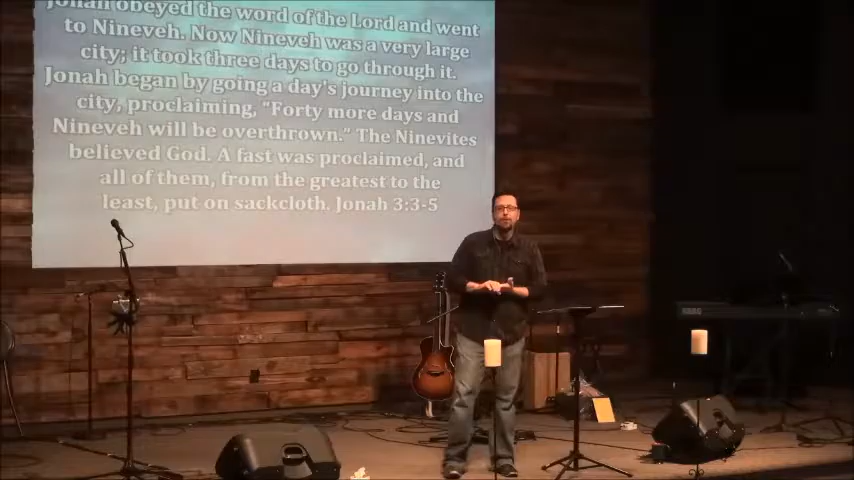 Jonah obeyed the word of the Lord and went
to Nineveh. Now Nineveh was a very large
city; it took three days to go through it.
Jonah began by going a day's journey into the
city, proclaiming, "Forty more days and
Nineveh will be overthrown." The Ninevites
believed God. A fast was proclaimed, and
all of them, from the greatest to the
least, put on sackcloth. Jonah 3:3-5
KORG